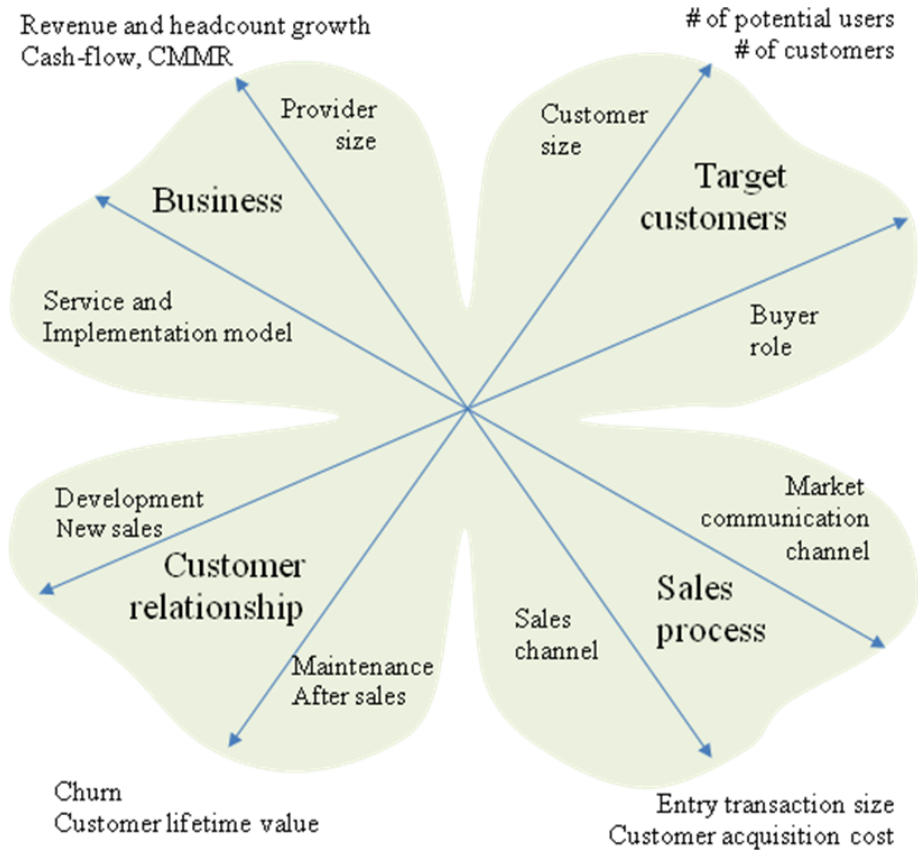 Revenue and headcount growth
Cash-flow, CMMR
# of potential users
# of customers
Provider
size
Customer
size
Business
Target
customers
Service and
Implementation model
Buyer
role
Development
New sales
Market
communication
channel
Customer
relationship
Sales
process
Sales
channel
Maintenance
After sales
Churn
Customer lifetime value
Entry transaction size
Customer acquisition cost